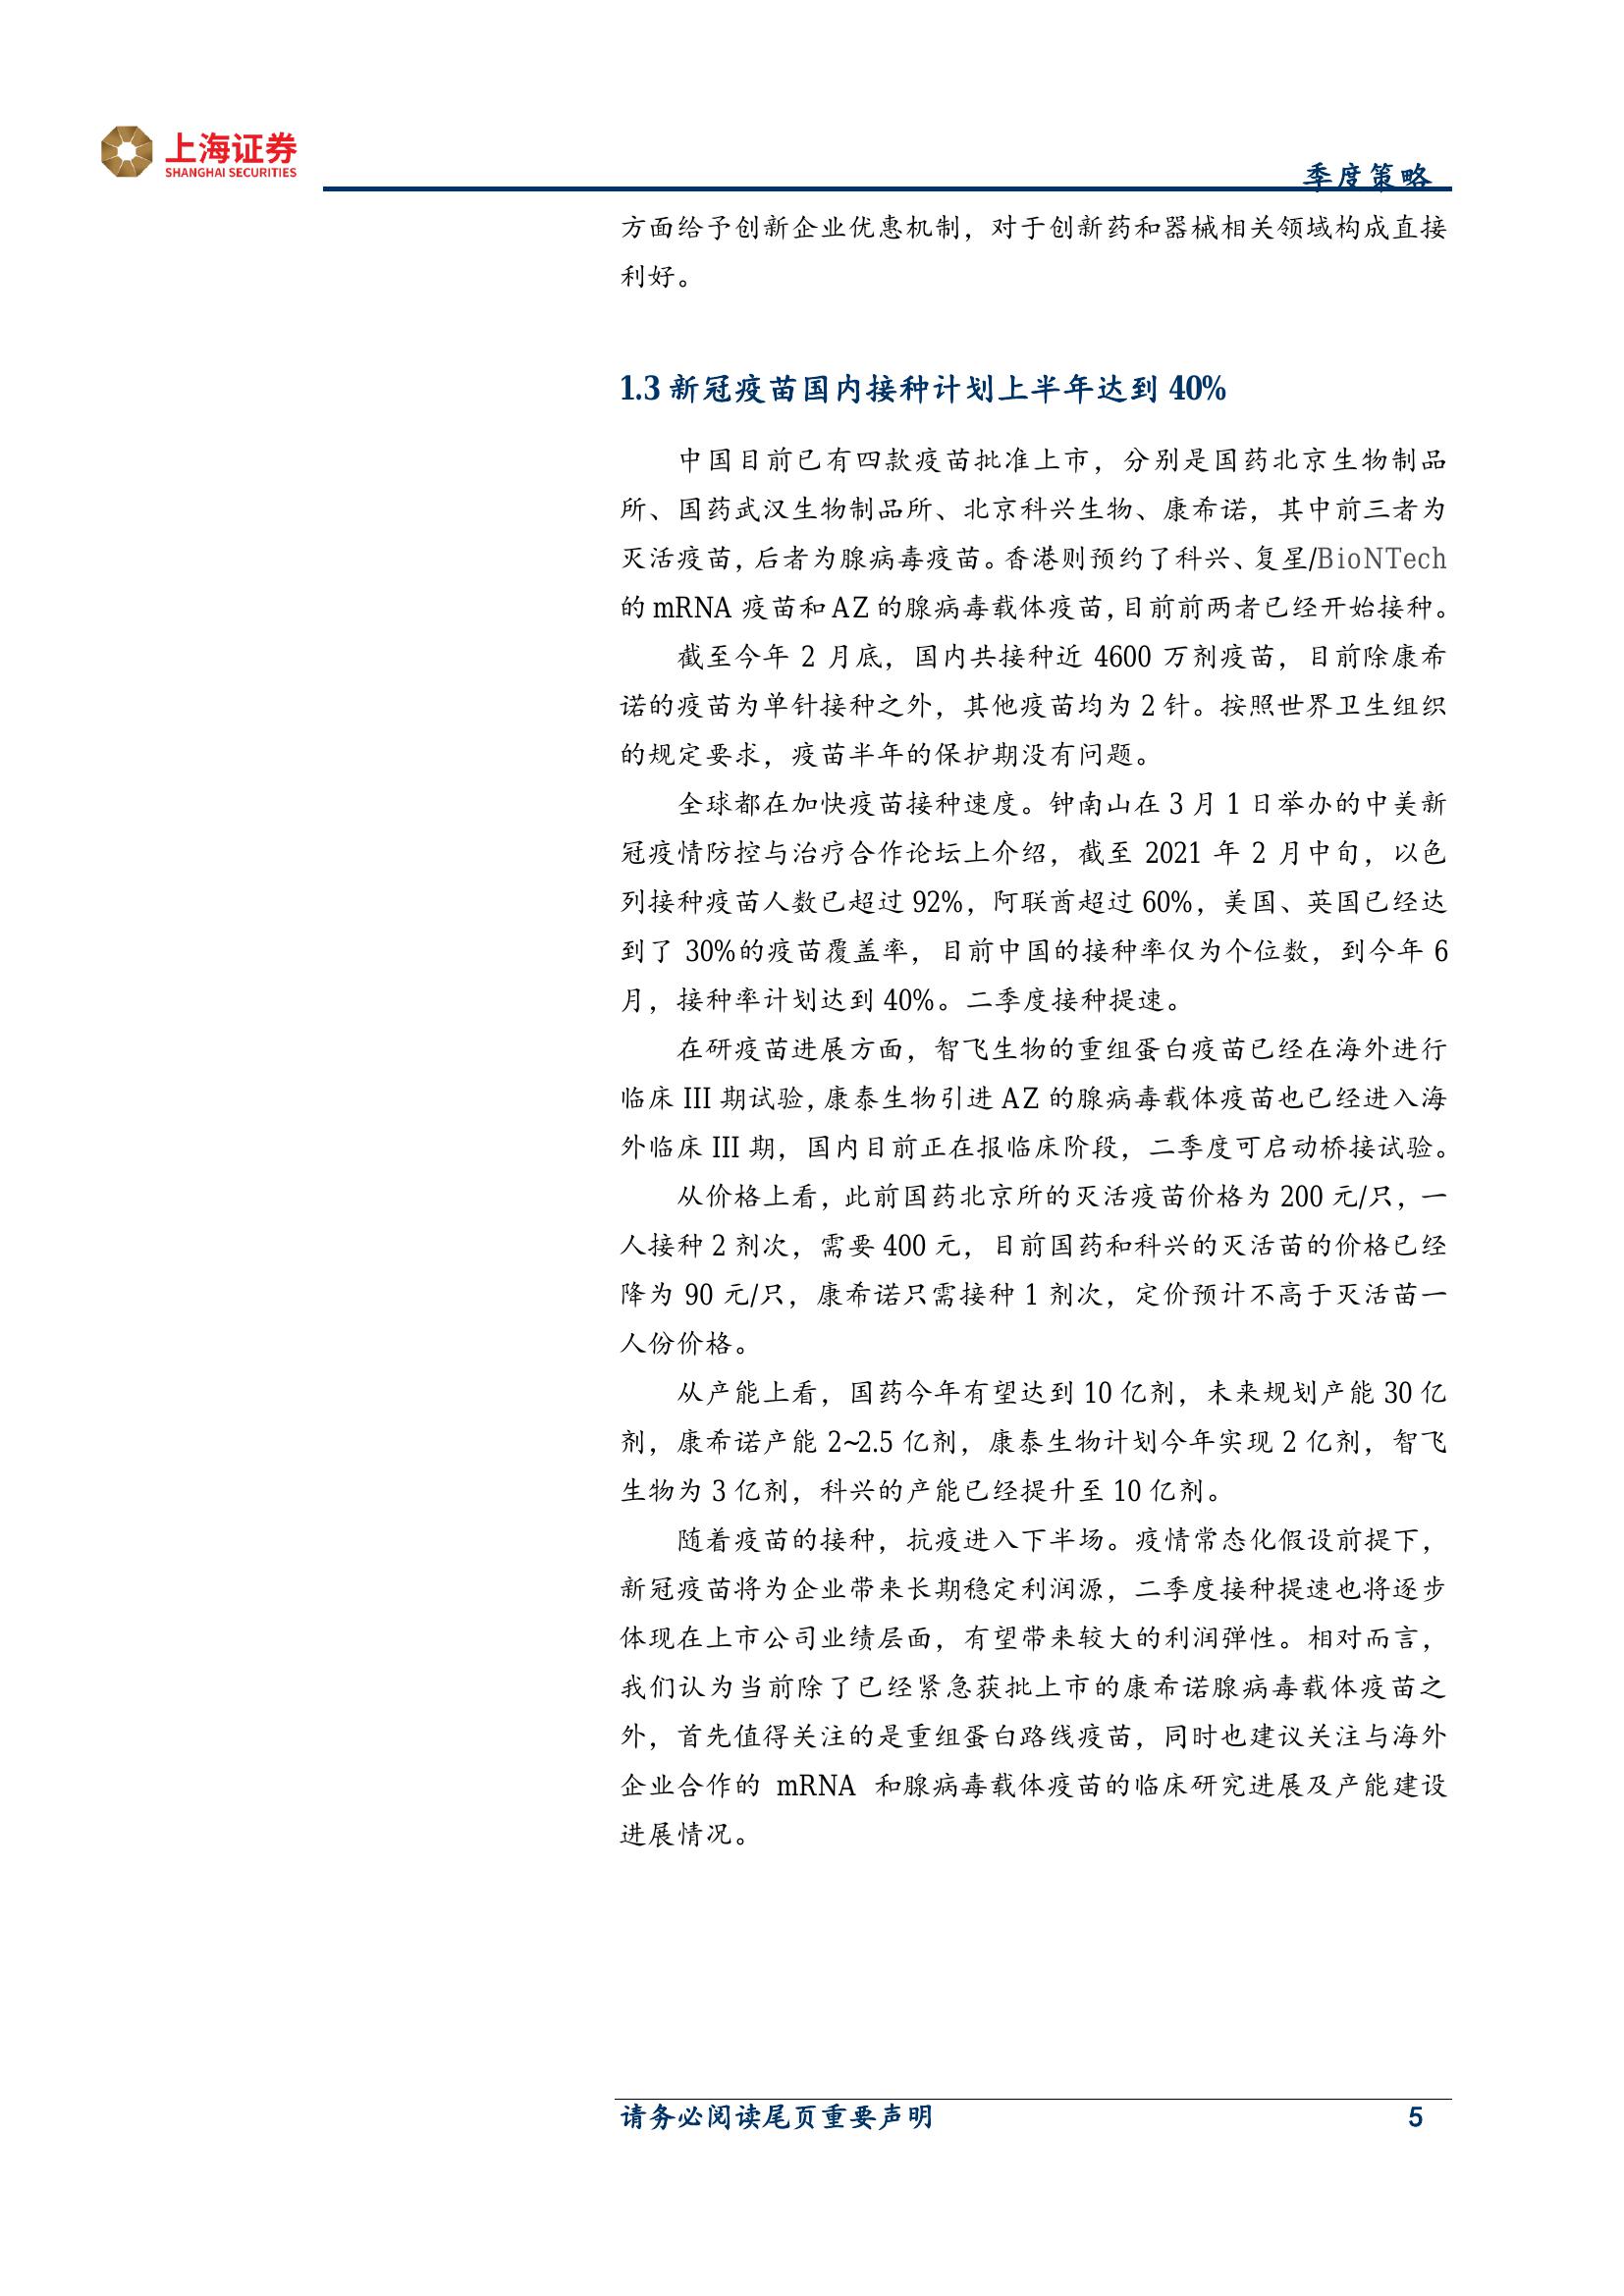 上海证券
SHANGHAI SECURITIES
季度策略
方面给予创新企业优惠机制，对于创新药和器械相关领域构成直接
利好。
1.3 新冠疫苗国内接种计划上半年达到 40%
中国目前已有四款疫苗批准上市，分别是国药北京生物制品
所、国药武汉生物制品所、北京科兴生物、康希诺，其中前三者为
灭活疫苗，后者为腺病毒疫苗。香港则预约了科兴、复星/BioNTech
的 mRNA 疫苗和 AZ 的腺病毒载体疫苗，目前前两者已经开始接种。
截至今年 2 月底，国内共接种近 4600 万剂疫苗，目前除康希
诺的疫苗为单针接种之外，其他疫苗均为 2 针。按照世界卫生组织
的规定要求，疫苗半年的保护期没有问题。
全球都在加快疫苗接种速度。钟南山在 3 月 1 日举办的中美新
冠疫情防控与治疗合作论坛上介绍，截至 2021 年 2 月中旬，以色
列接种疫苗人数已超过 92%，阿联酋超过 60%，美国、英国已经达
到了 30%的疫苗覆盖率，目前中国的接种率仅为个位数，到今年 6
月，接种率计划达到 40%。二季度接种提速。
在研疫苗进展方面，智飞生物的重组蛋白疫苗已经在海外进行
临床 III 期试验，康泰生物引进 AZ 的腺病毒载体疫苗也已经进入海
外临床 III 期，国内目前正在报临床阶段，二季度可启动桥接试验。
从价格上看，此前国药北京所的灭活疫苗价格为 200 元/只，一
人接种 2 剂次，需要 400 元，目前国药和科兴的灭活苗的价格已经
降为 90 元/只，康希诺只需接种 1 剂次，定价预计不高于灭活苗一
人份价格。
从产能上看，国药今年有望达到 10 亿剂，未来规划产能 30 亿
剂，康希诺产能 2~2.5 亿剂，康泰生物计划今年实现 2 亿剂，智飞
生物为 3 亿剂，科兴的产能已经提升至 10 亿剂。
随着疫苗的接种，抗疫进入下半场。疫情常态化假设前提下，
新冠疫苗将为企业带来长期稳定利润源，二季度接种提速也将逐步
体现在上市公司业绩层面，有望带来较大的利润弹性。相对而言，
我们认为当前除了已经紧急获批上市的康希诺腺病毒载体疫苗之
外，首先值得关注的是重组蛋白路线疫苗，同时也建议关注与海外
企业合作的 mRNA 和腺病毒载体疫苗的临床研究进展及产能建设
进展情况。
请务必阅读尾页重要声明 5